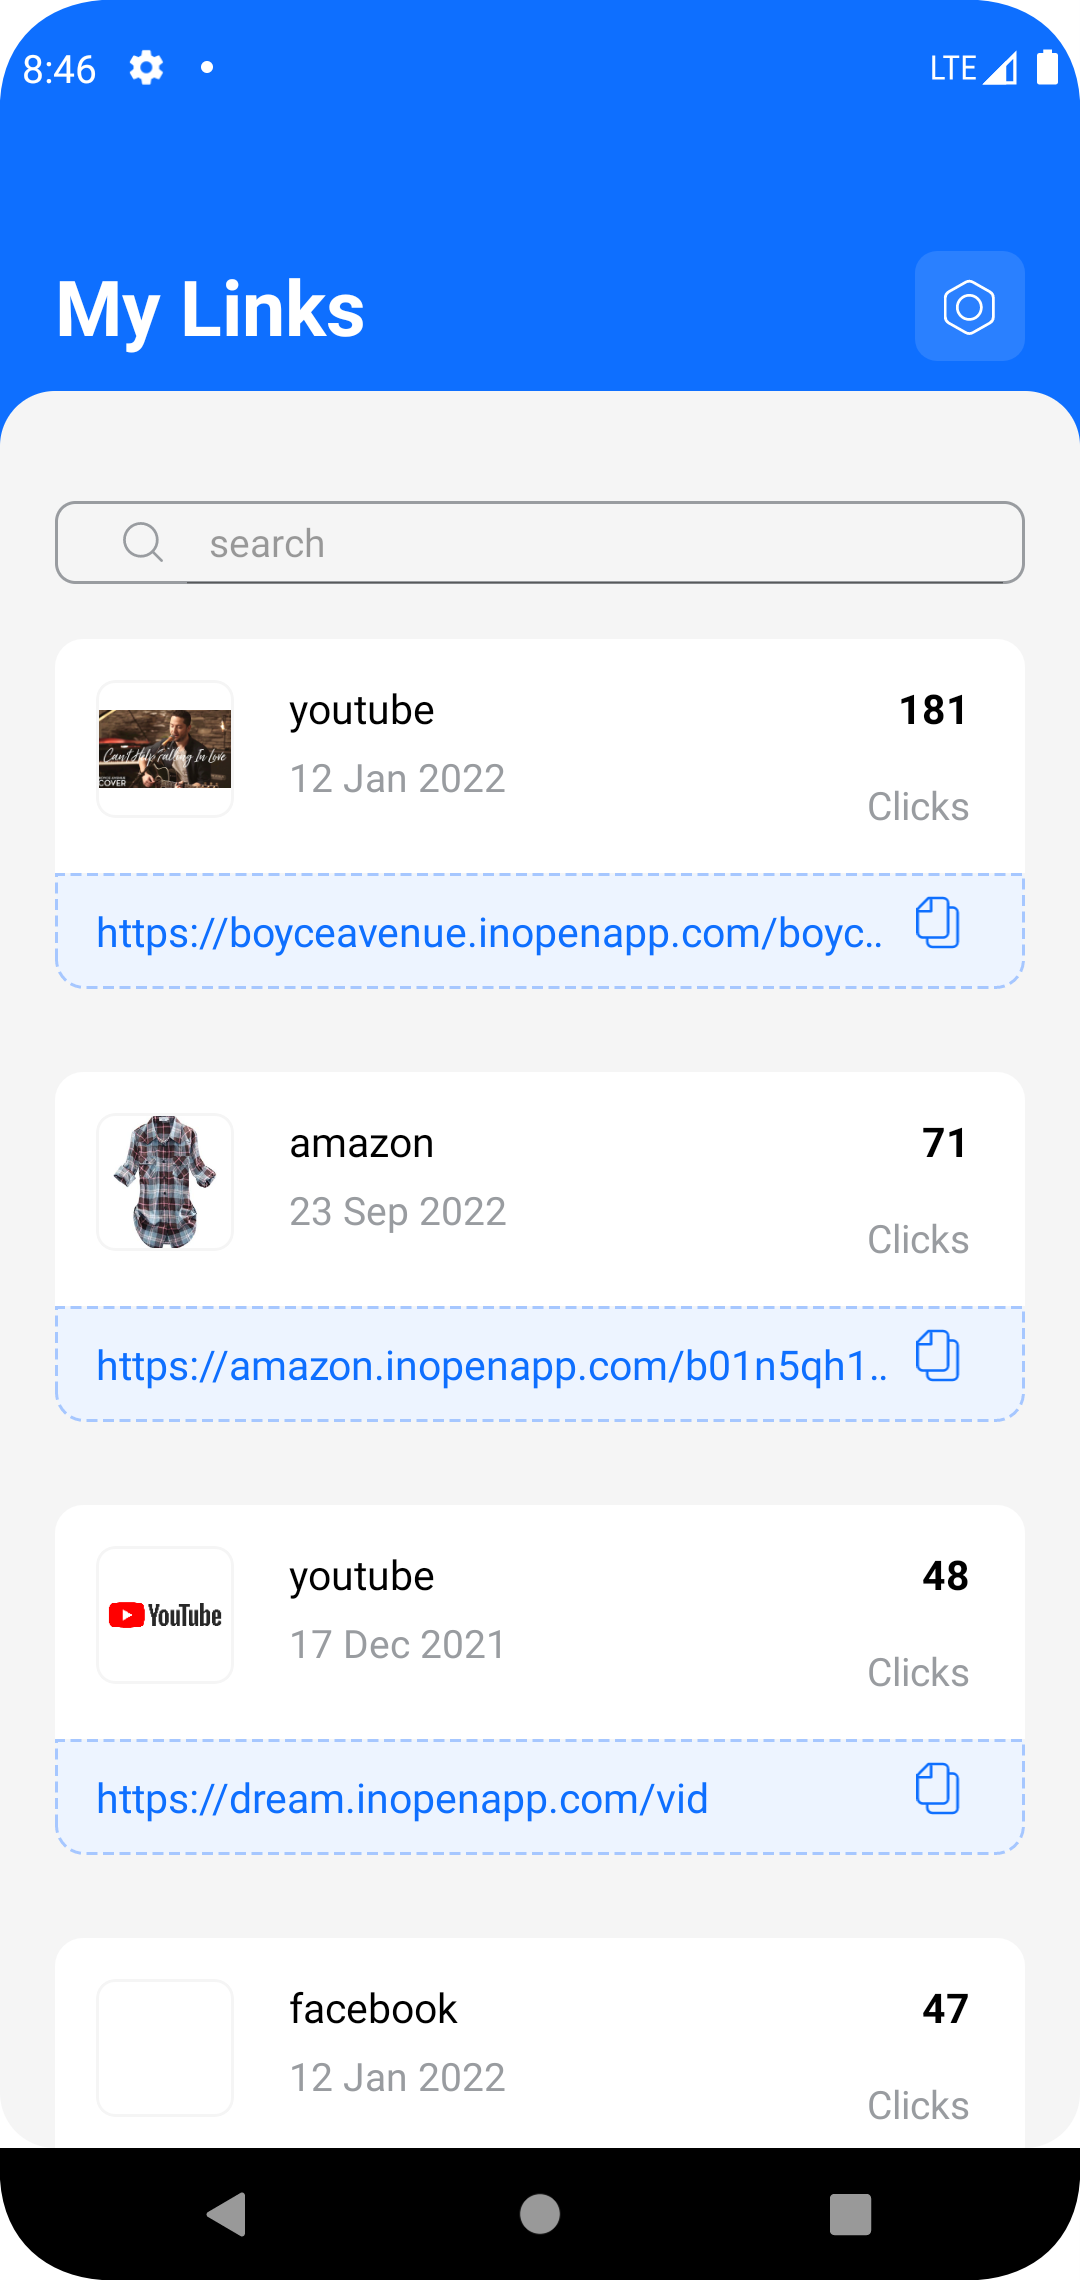 8:46
LTE
My Links
search
youtube
181
12 Jan 2022
Clicks
Can't Help Falling In Love
COVER
https://boyceavenue.inopenapp.com/boyc..
amazon
71
23 Sep 2022
Clicks
https://amazon.inopenapp.com/b01n5qh1..
youtube
48
YouTube
17 Dec 2021
Clicks
https://dream.inopenapp.com/vid
facebook
47
12 Jan 2022
Clicks